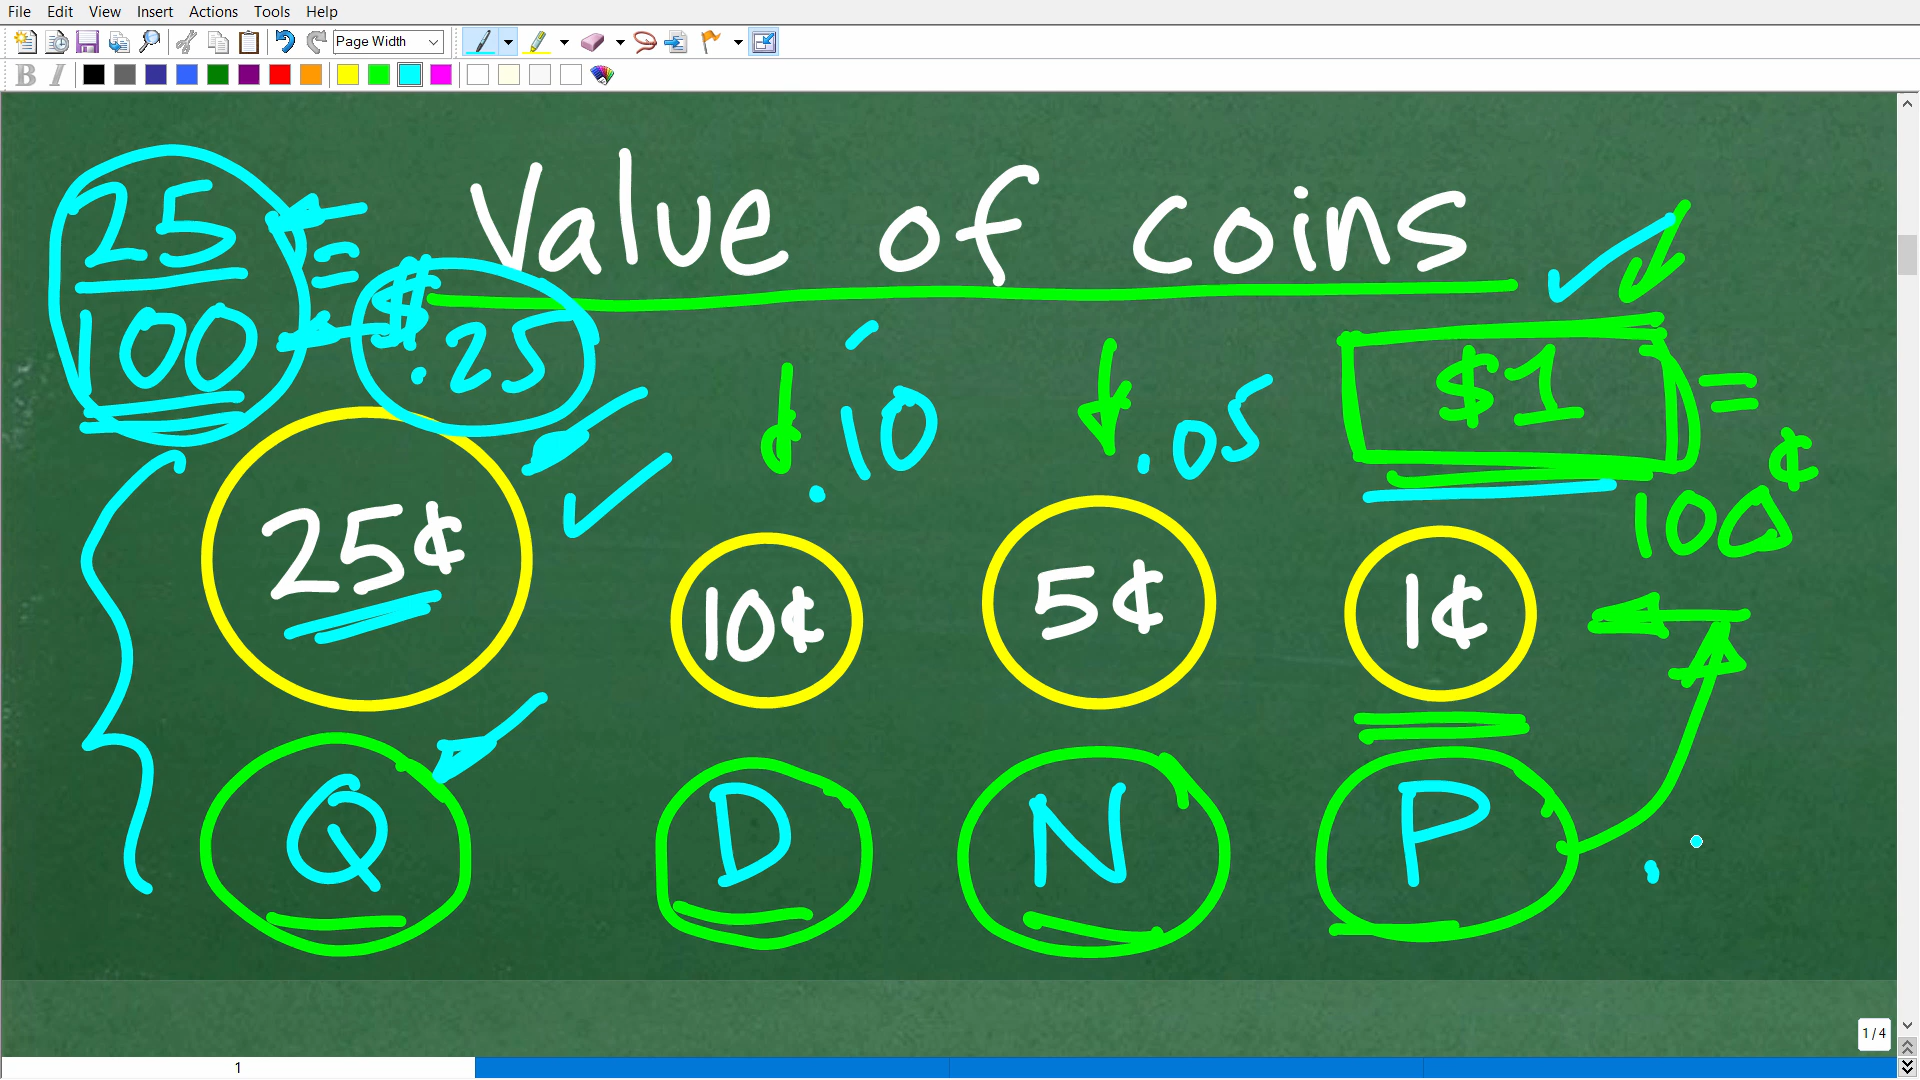 File Edit View Insert Actions Tools Help
Page Width
B I
Value of coins
25
100
=
$.25
.10
.05
$1
=
100¢
25¢
10¢
5¢
1¢
Q
D
N
P
1 / 4
1